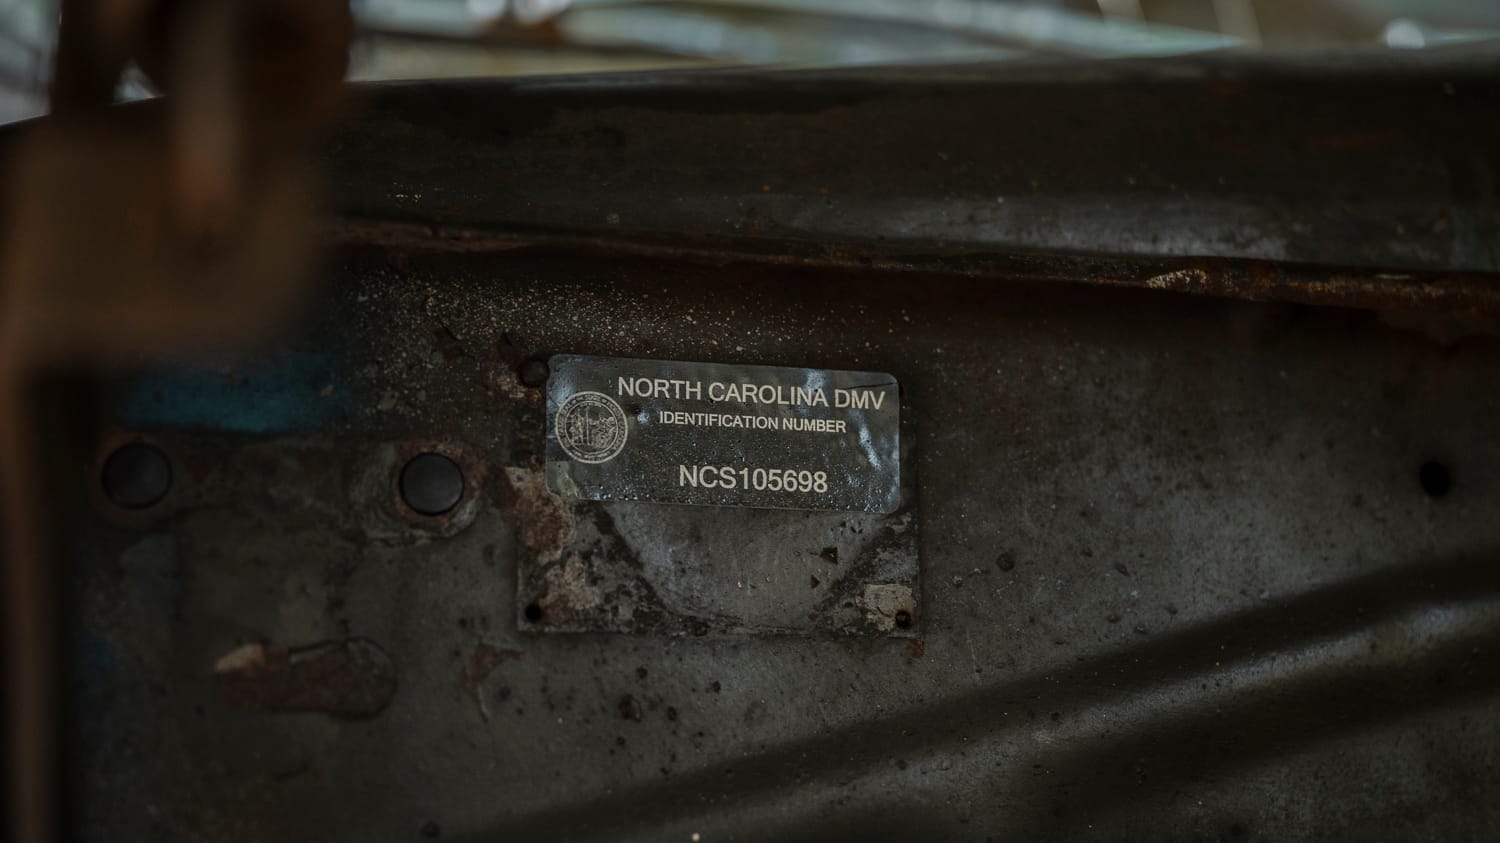 NORTH CAROLINA DMV
IDENTIFICATION NUMBER
NCS105698